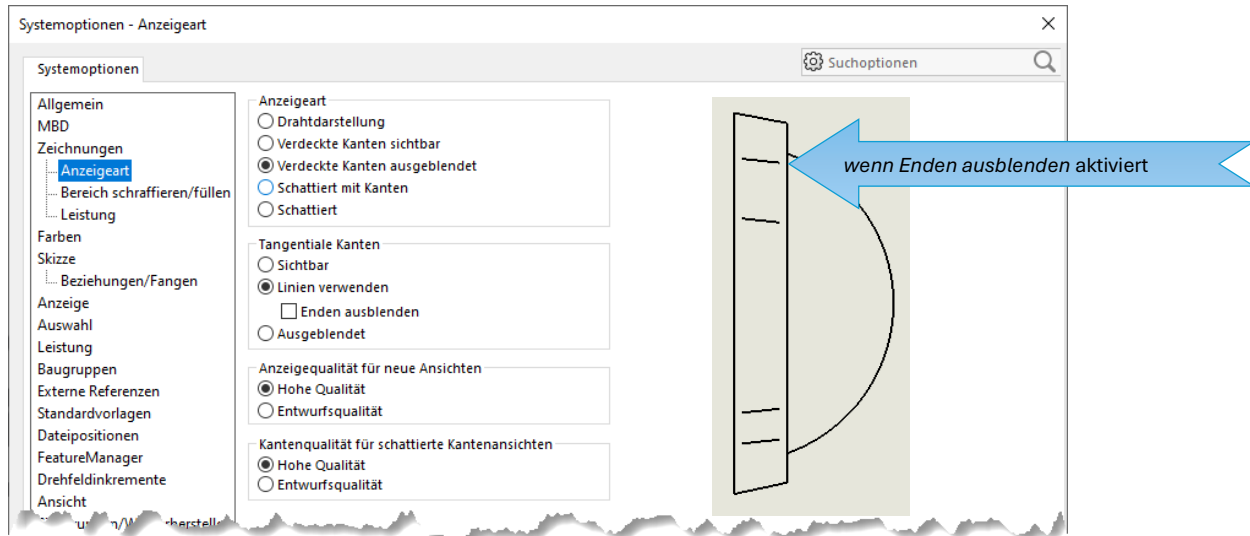 Systemoptionen - Anzeigeart
Systemoptionen
Suchoptionen
Allgemein
MBD
Zeichnungen
Anzeigeart
Bereich schraffieren/füllen
Leistung
Farben
Skizze
Beziehungen/Fangen
Anzeige
Auswahl
Leistung
Baugruppen
Externe Referenzen
Standardvorlagen
Dateipositionen
FeatureManager
Drehfeldinkremente
Ansicht
Anzeigeart
Drahtdarstellung
Verdeckte Kanten sichtbar
Verdeckte Kanten ausgeblendet
Schattiert mit Kanten
Schattiert
Tangentiale Kanten
Sichtbar
Linien verwenden
Enden ausblenden
Ausgeblendet
Anzeigequalität für neue Ansichten
Hohe Qualität
Entwurfsqualität
Kantenqualität für schattierte Kantenansichten
Hohe Qualität
Entwurfsqualität
wenn Enden ausblenden aktiviert